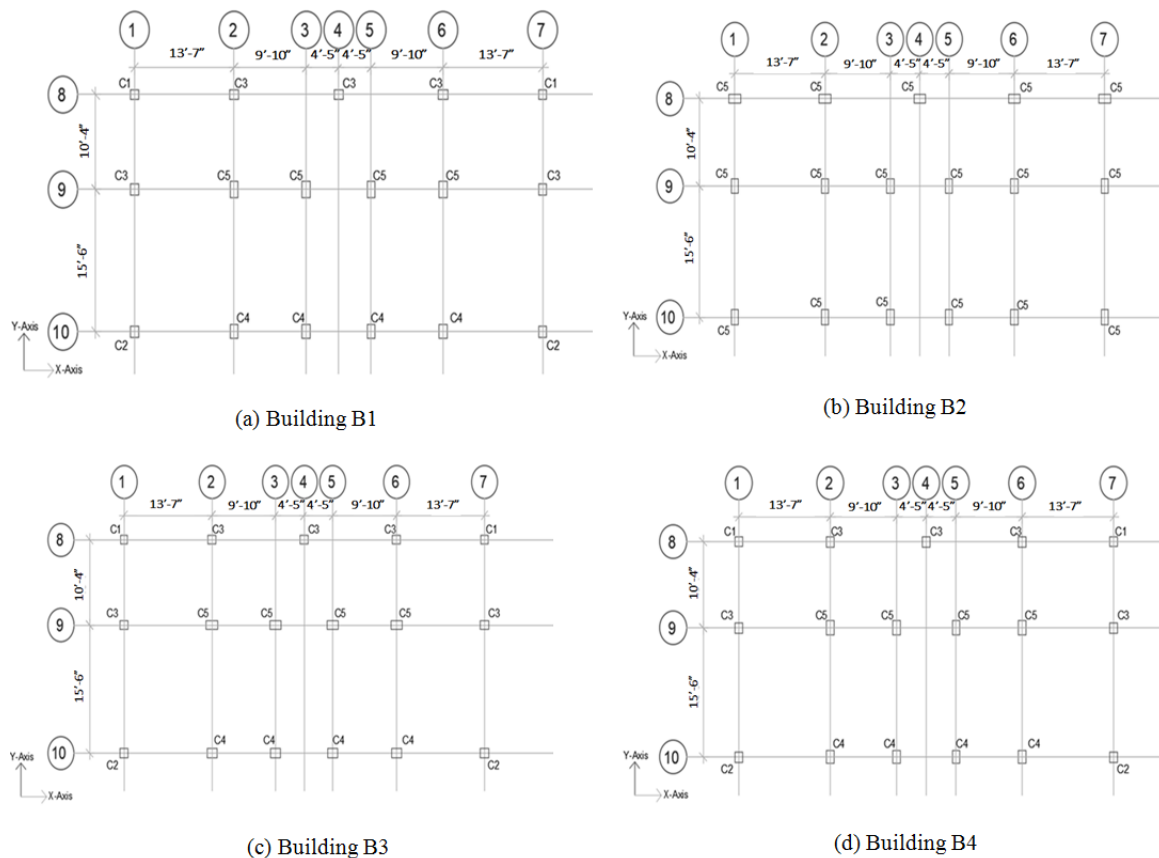 1 2 3 4 5 6 7
13'-7" 9'-10" 4'-5" 4'-5" 9'-10" 13'-7"
8 C1 C3 C3 C3 C1
10'-4"
9 C3 C5 C5 C5 C5 C3
15'-6"
C4 C4 C4 C4
10
C2 C2
Y-Axis
X-Axis
(a) Building B1
1 2 3 4 5 6 7
13'-7" 9'-10" 4'-5" 4'-5" 9'-10" 13'-7"
8 C5 C5 C5 C5 C5
10'-4"
9 C5 C5 C5 C5 C5 C5
15'-6"
C5 C5 C5 C5
10
C5 C5
Y-Axis
X-Axis
(b) Building B2
1 2 3 4 5 6 7
13'-7" 9'-10" 4'-5" 4'-5" 9'-10" 13'-7"
8 C1 C3 C3 C3 C1
10'-4"
9 C3 C5 C5 C5 C5 C3
15'-6"
C4 C4 C4 C4
10
C2 C2
Y-Axis
X-Axis
(c) Building B3
1 2 3 4 5 6 7
13'-7" 9'-10" 4'-5" 4'-5" 9'-10" 13'-7"
8 C1 C3 C3 C3 C1
10'-4"
9 C3 C5 C5 C5 C5 C3
15'-6"
C4 C4 C4 C4
10
C2 C2
Y-Axis
X-Axis
(d) Building B4